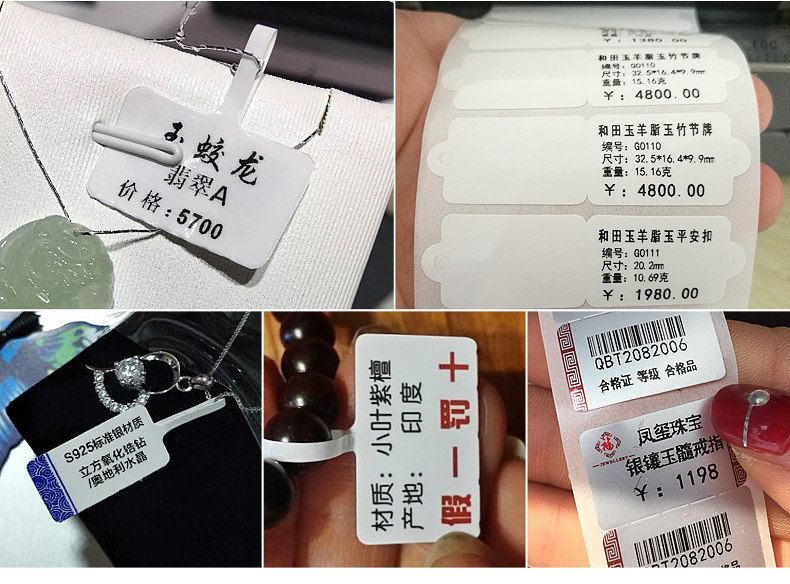 玉蛟龙
翡翠A
价格:5700
￥: 1380.00
和田玉羊脂玉竹节牌
编号: G0110
尺寸: 32.5*16.4*9.9mm
重量: 15.16克
￥: 4800.00
和田玉羊脂玉竹节牌
编号: G0110
尺寸: 32.5*16.4*9.9mm
重量: 15.16克
￥: 4800.00
和田玉羊脂玉平安扣
编号: G0111
尺寸: 20.2mm
重量: 10.69克
￥: 1980.00
S925标准银材质
立方氧化锆钻
/奥地利水晶
材质: 小叶紫檀
产地: 印度
假一罚十
QBT2082006
合格证 等级 合格品
福
JEWELLERY
凤玺珠宝
银镶玉髓戒指
￥: 1198
QBT2082006